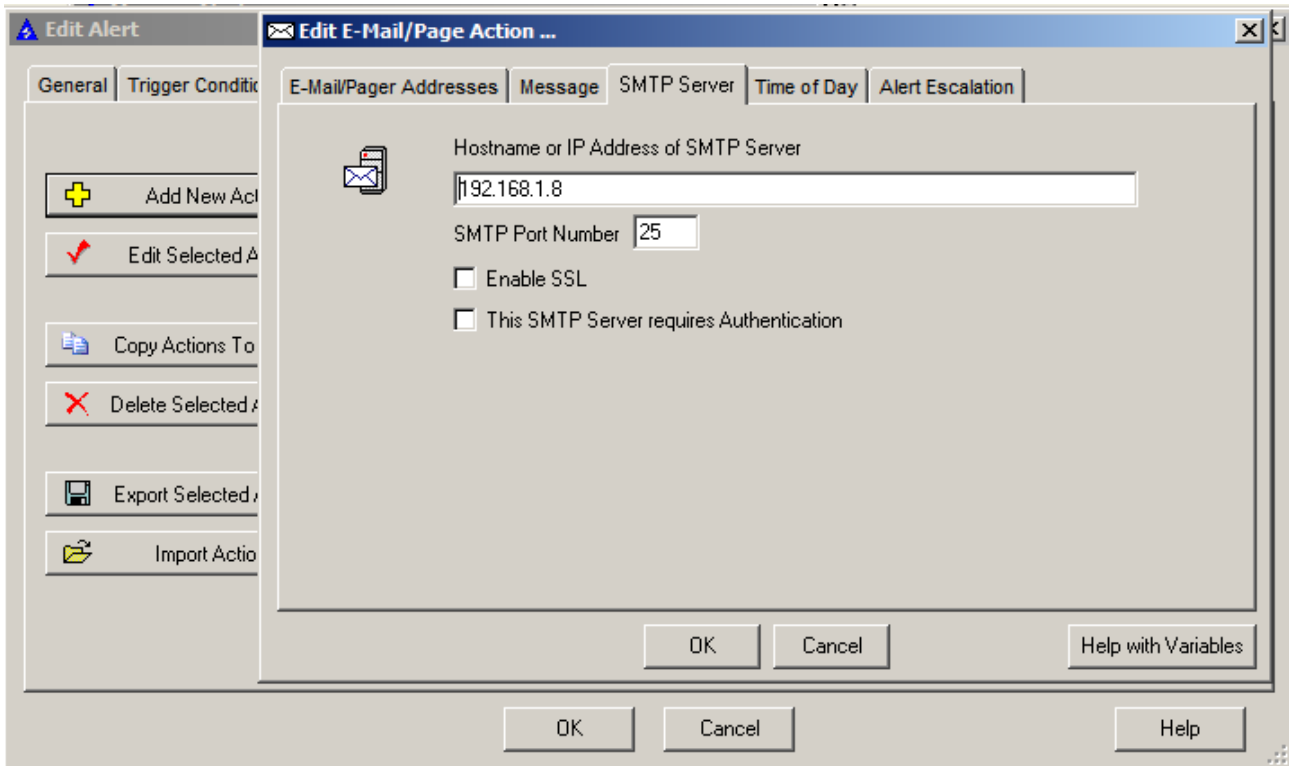 Edit Alert
Edit E-Mail/Page Action ...
General Trigger Conditic
E-Mail/Pager Addresses Message SMTP Server Time of Day Alert Escalation
Hostname or IP Address of SMTP Server
192.168.1.8
SMTP Port Number 25
Enable SSL
This SMTP Server requires Authentication
Add New Act
Edit Selected A
Copy Actions To
Delete Selected A
Export Selected A
Import Actio
OK Cancel Help with Variables
OK Cancel Help